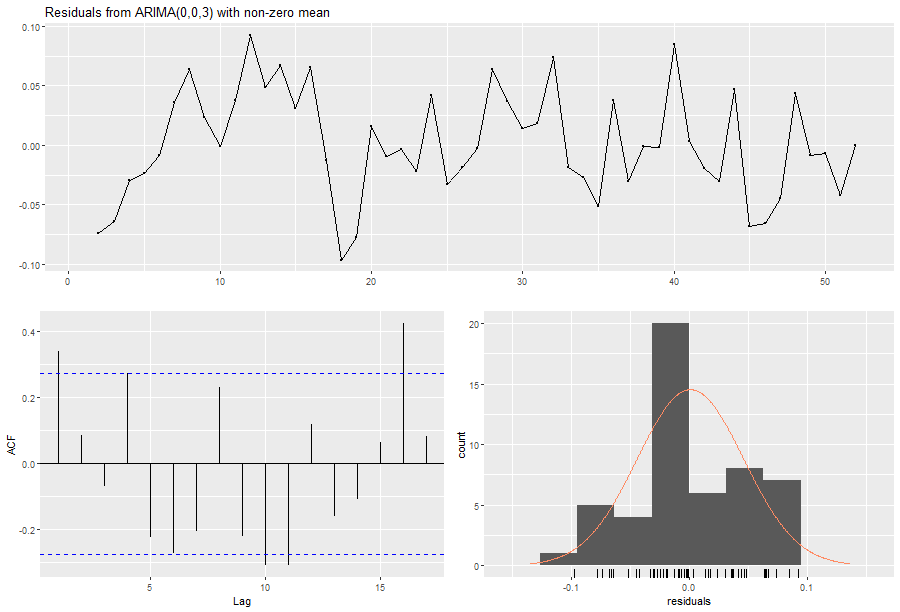 Residuals from ARIMA(0,0,3) with non-zero mean
0.10
0.05
0.00
-0.05
-0.10
0 10 20 30 40 50
0.4
0.2
0.0
-0.2
ACF
5 10 15
Lag
20
15
10
5
0
count
-0.1 0.0 0.1
residuals